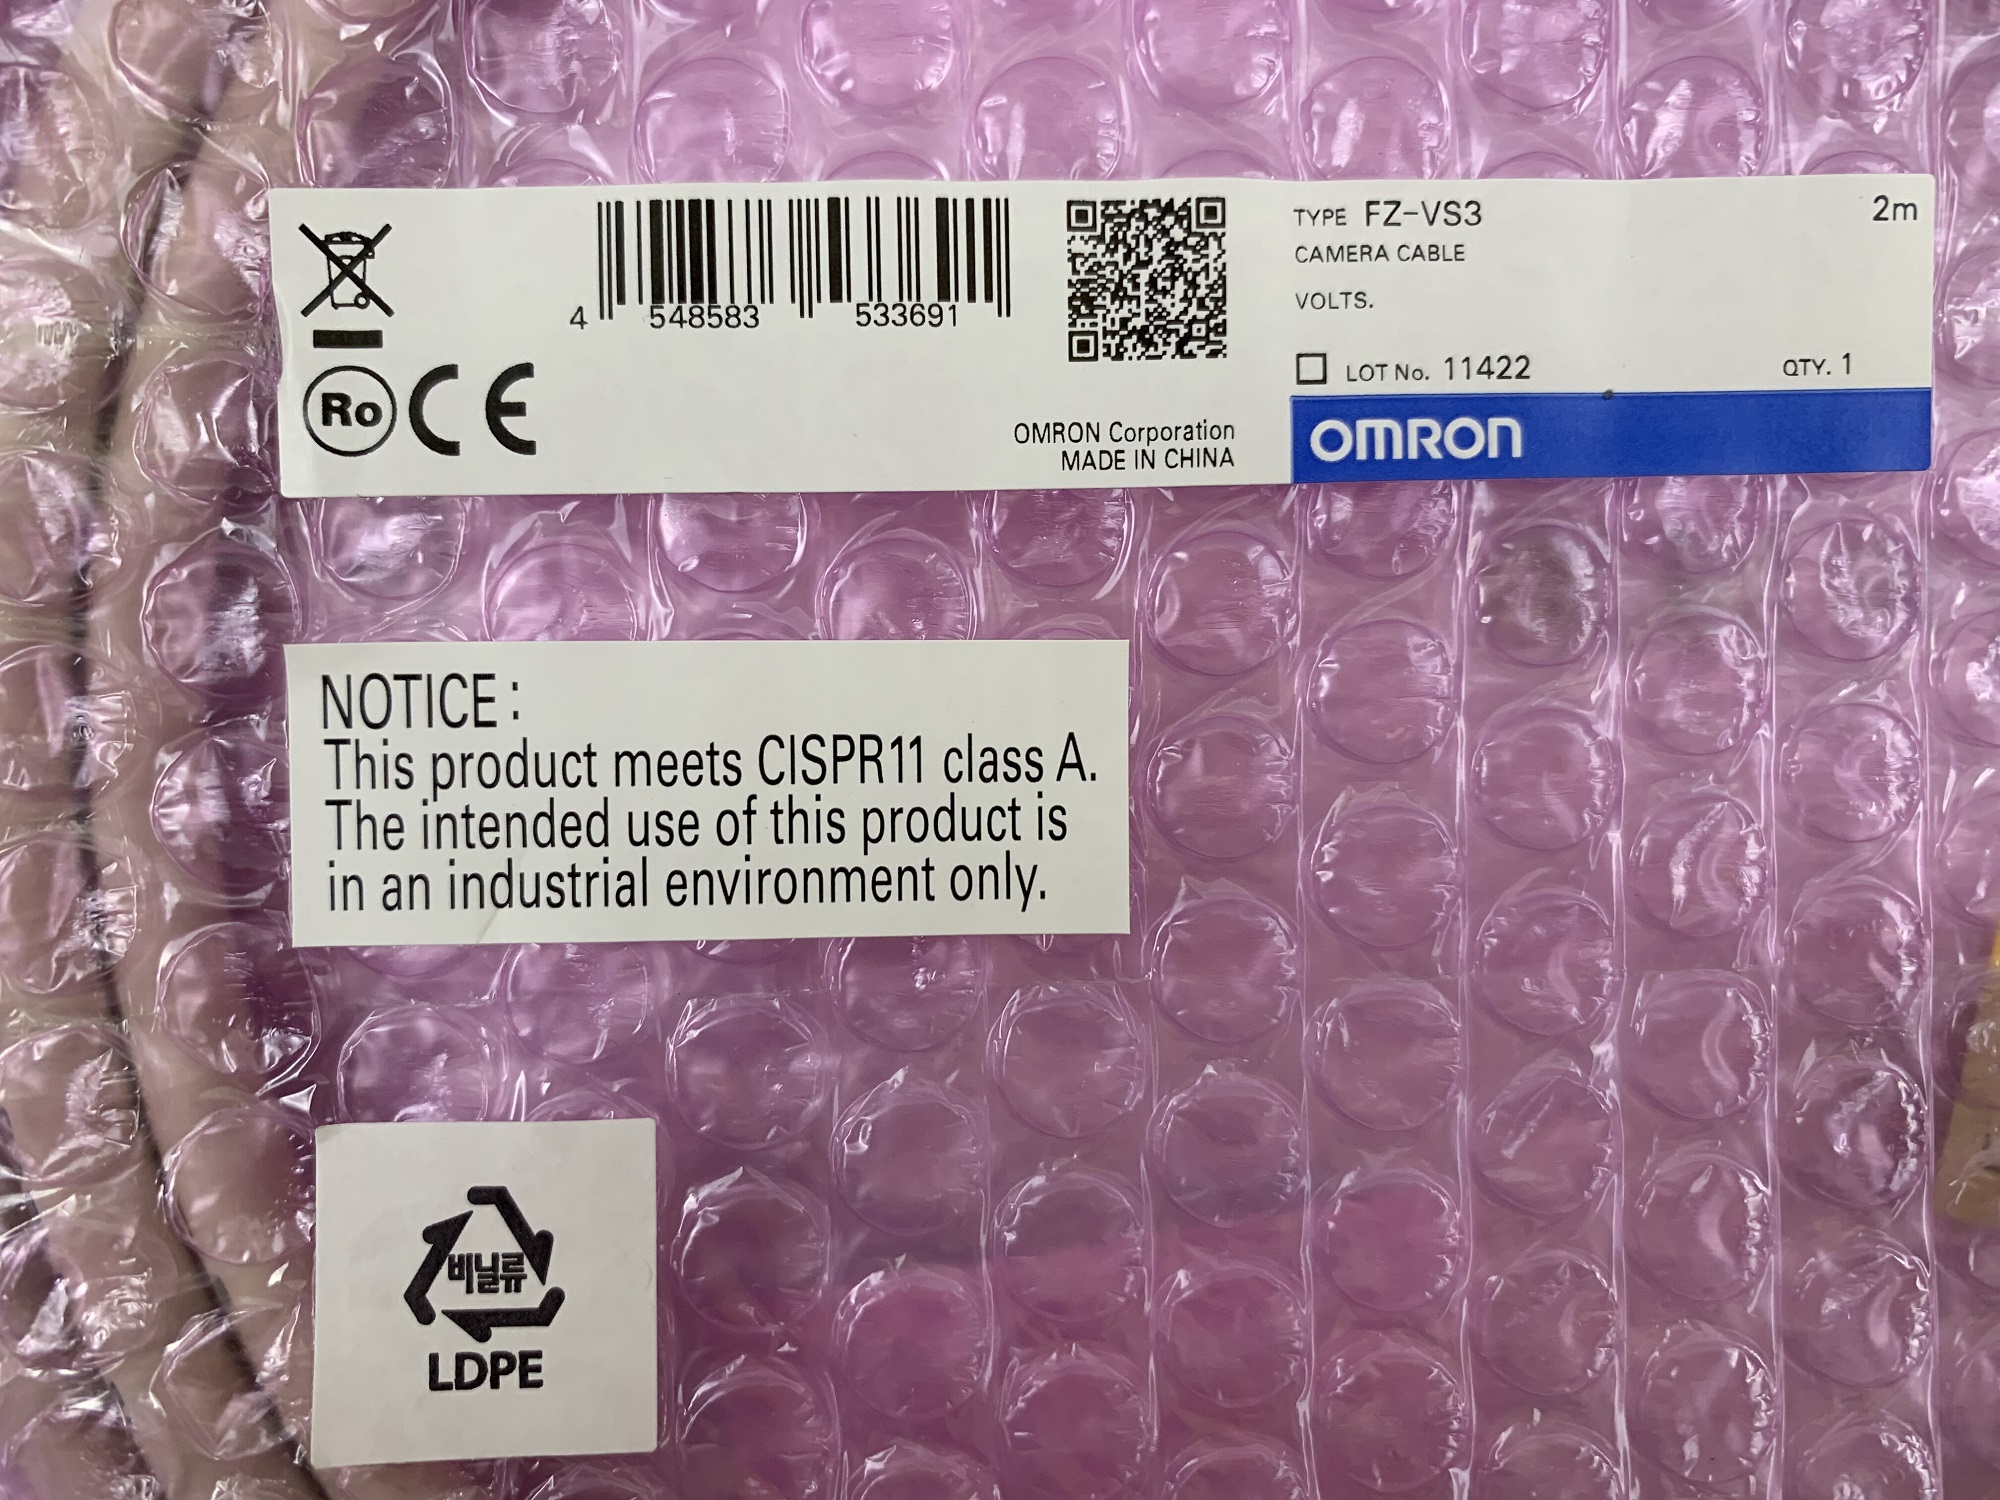 TYPE FZ-VS3 2m
CAMERA CABLE
VOLTS.
LOT No. 11422 QTY. 1
OMRON
4 548583 533691
Ro CE
OMRON Corporation
MADE IN CHINA
NOTICE :
This product meets CISPR11 class A.
The intended use of this product is
in an industrial environment only.
비닐류
LDPE